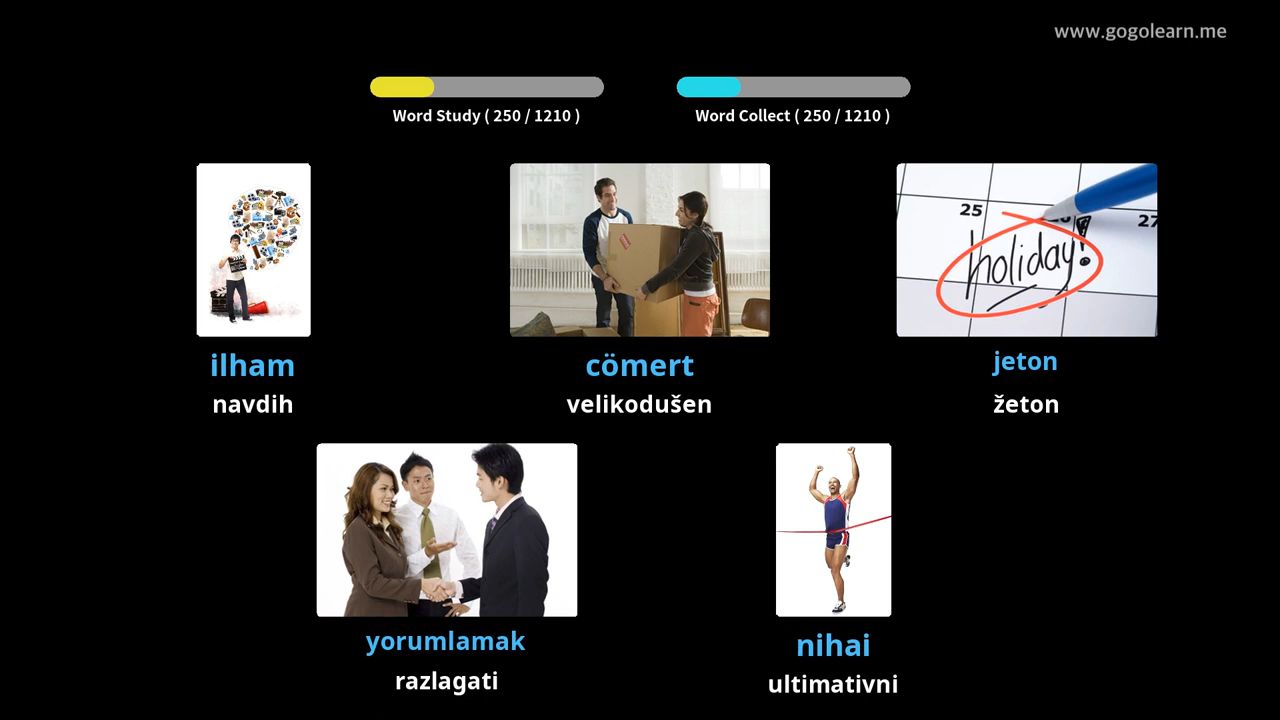 www.gogolearn.me
Word Study ( 250 / 1210 )
Word Collect ( 250 / 1210 )
25
27
holiday!
ilham
navdih
cömert
velikodušen
jeton
žeton
yorumlamak
razlagati
nihai
ultimativni